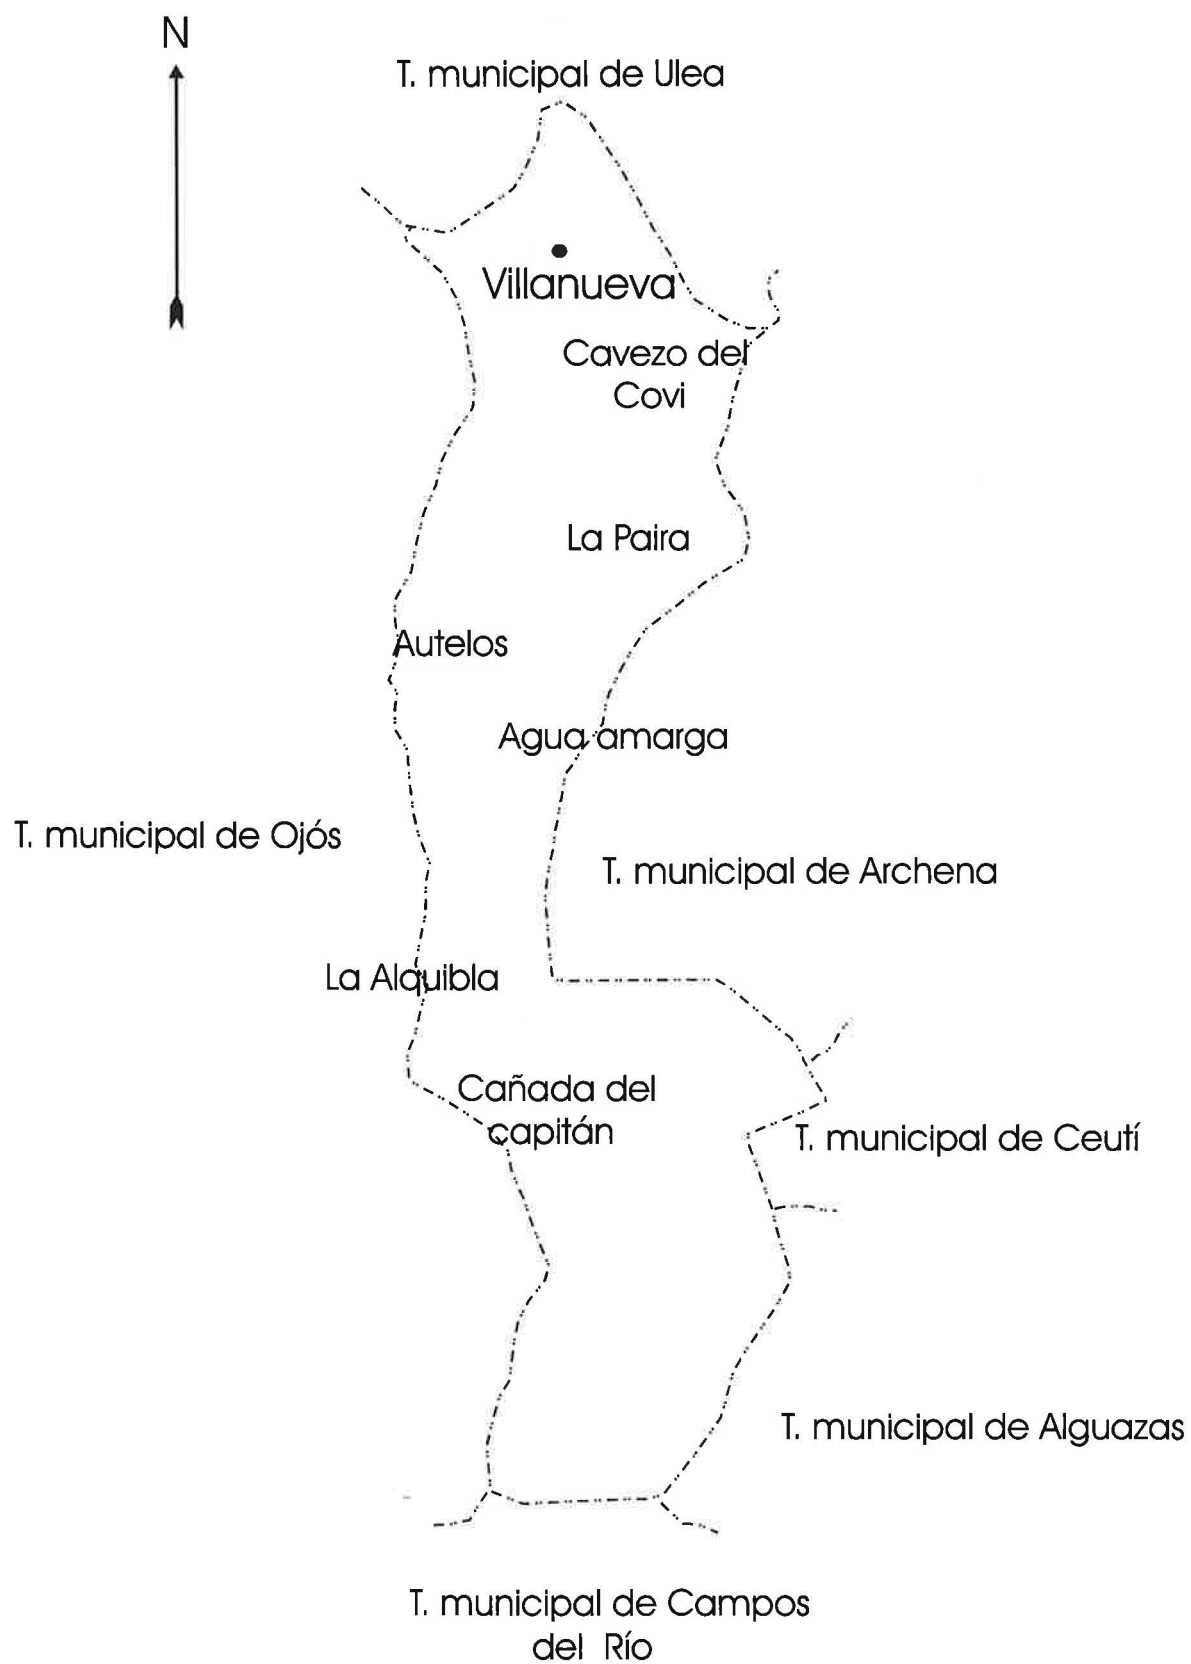 N
T. municipal de Ulea
Villanueva
Cavezo del
Covi
La Paira
Autelos
Agua amarga
T. municipal de Ojós
T. municipal de Archena
La Alquibla
Cañada del
capitán
T. municipal de Ceutí
T. municipal de Alguazas
T. municipal de Campos
del Río